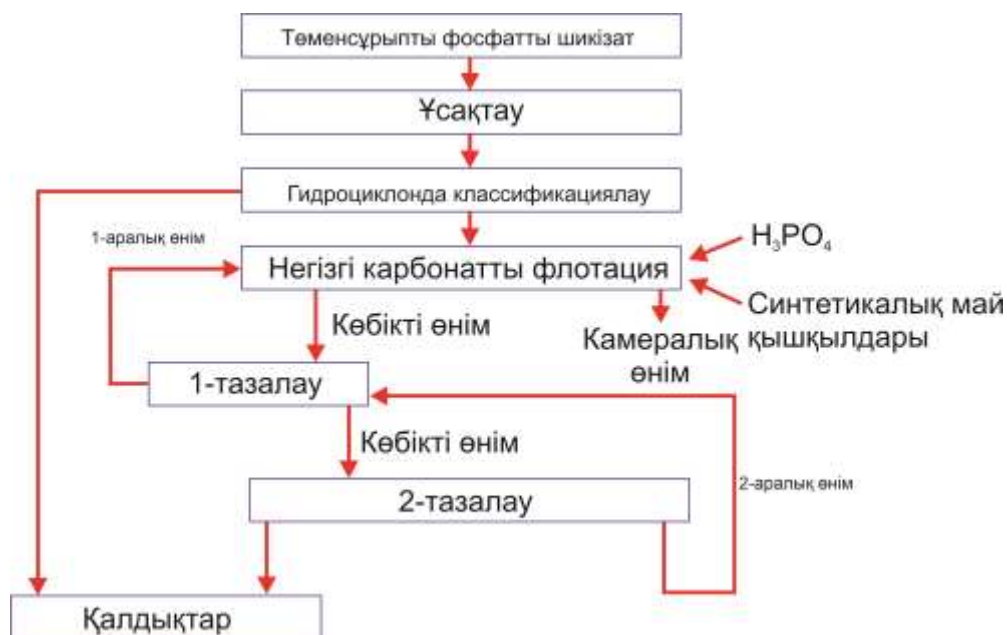 Төменсұрыпты фосфатты шикізат
Ұсақтау
Гидроциклонда классификациялау
1-аралық өнім
H₃PO₄
Негізгі карбонатты флотация
Синтетикалық май
қышқылдары
Көбікті өнім
Камералық
өнім
1-тазалау
Көбікті өнім
2-аралық өнім
2-тазалау
Қалдықтар